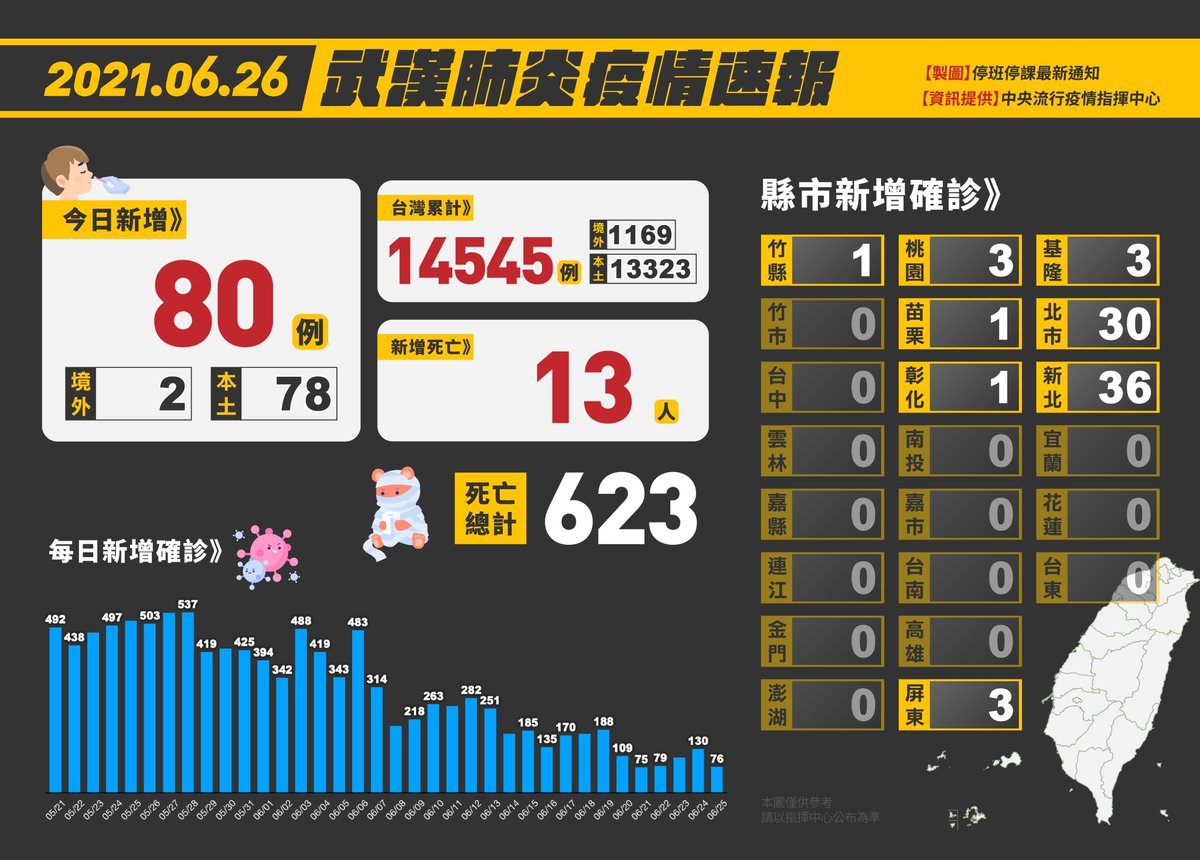 2021.06.26
武漢肺炎疫情速報
【製圖】停班停課最新通知
【資訊提供】中央流行疫情指揮中心
今日新增》
80例
境外 2
本土 78
台灣累計》
14545例
境外 1169
本土 13323
新增死亡》
13人
死亡總計 623
縣市新增確診》
竹縣 1 桃園 3 基隆 3
竹市 0 苗栗 1 北市 30
台中 0 彰化 1 新北 36
雲林 0 南投 0 宜蘭 0
嘉縣 0 嘉市 0 花蓮 0
連江 0 台南 0 台東 0
金門 0 高雄 0
澎湖 0 屏東 3
每日新增確診》
492 438 497 503 537 419 425 394 342 488 419 343 483 314 218 263 282 251 185 135 170 188 109 75 79 130 76
05/21 05/22 05/23 05/24 05/25 05/26 05/27 05/28 05/29 05/30 05/31 06/01 06/02 06/03 06/04 06/05 06/06 06/07 06/08 06/09 06/10 06/11 06/12 06/13 06/14 06/15 06/16 06/17 06/18 06/19 06/20 06/21 06/22 06/23 06/24 06/25
本圖僅供參考
請以指揮中心公布為準